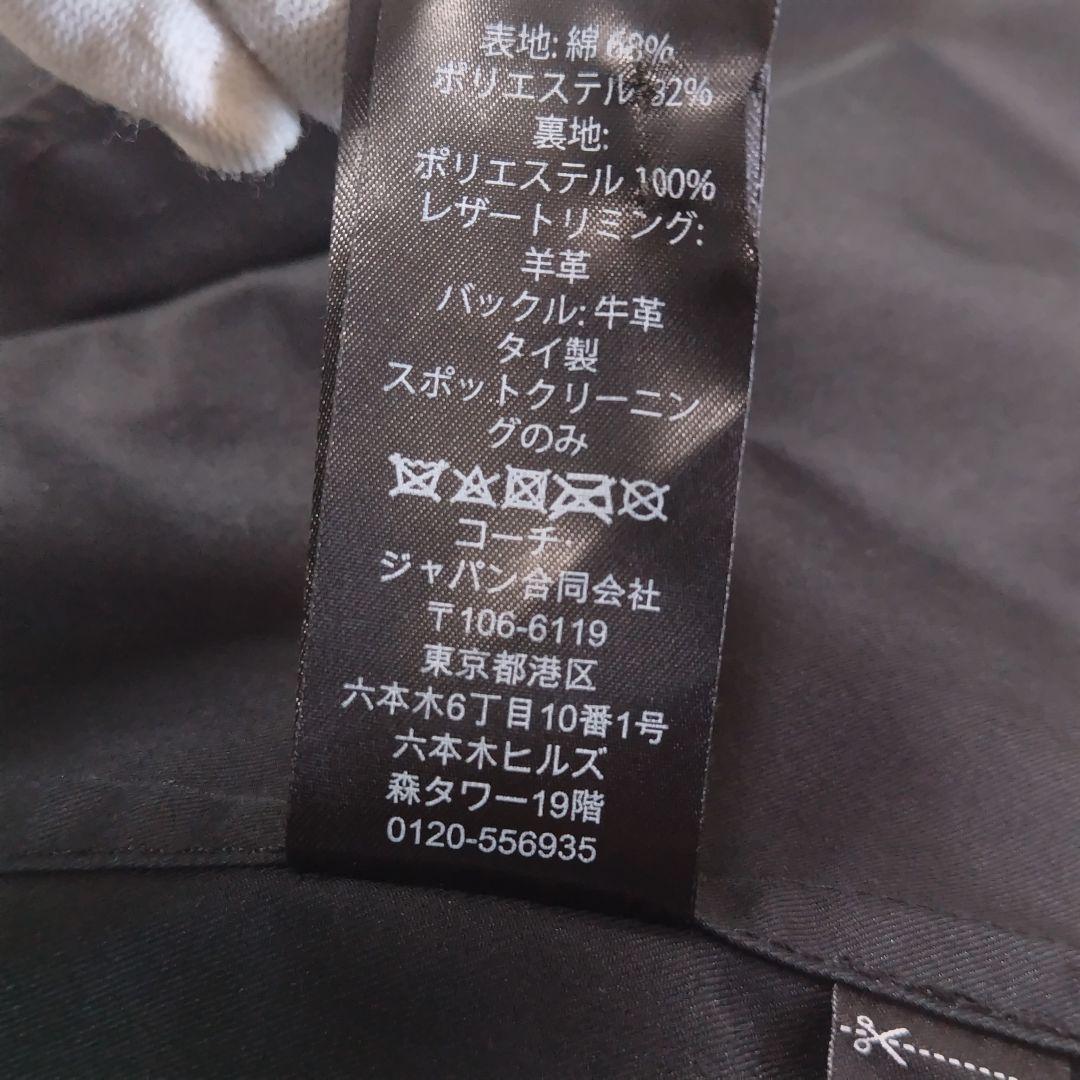 表地: 綿 68%
ポリエステル 32%
裏地:
ポリエステル 100%
レザートリミング:
羊革
バックル: 牛革
タイ製
スポットクリーニン
グのみ
コーチ・
ジャパン合同会社
〒106-6119
東京都港区
六本木6丁目10番1号
六本木ヒルズ
森タワー19階
0120-556935